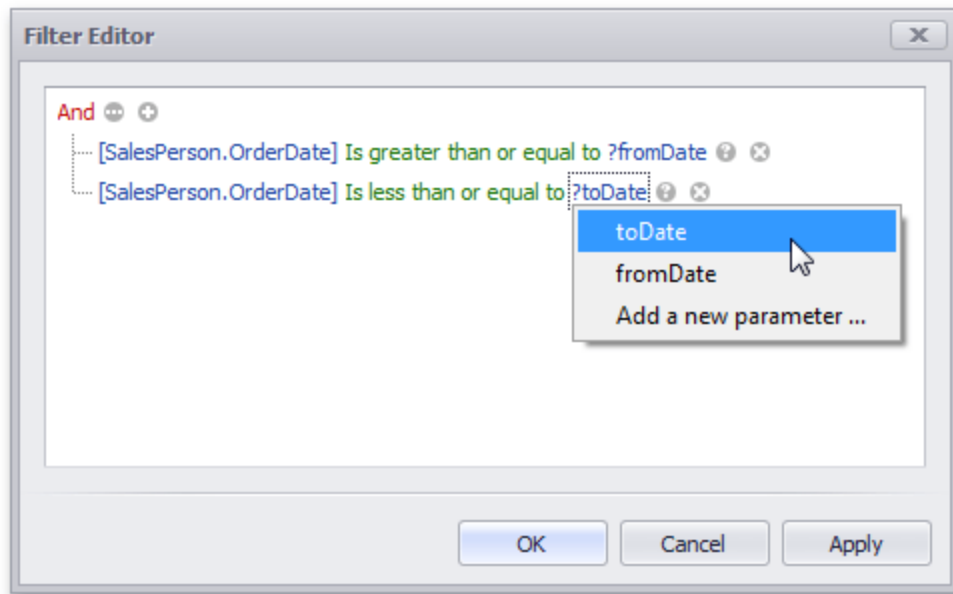 Filter Editor
And
[SalesPerson.OrderDate] Is greater than or equal to ?fromDate
[SalesPerson.OrderDate] Is less than or equal to ?toDate
toDate
fromDate
Add a new parameter ...
OK Cancel Apply